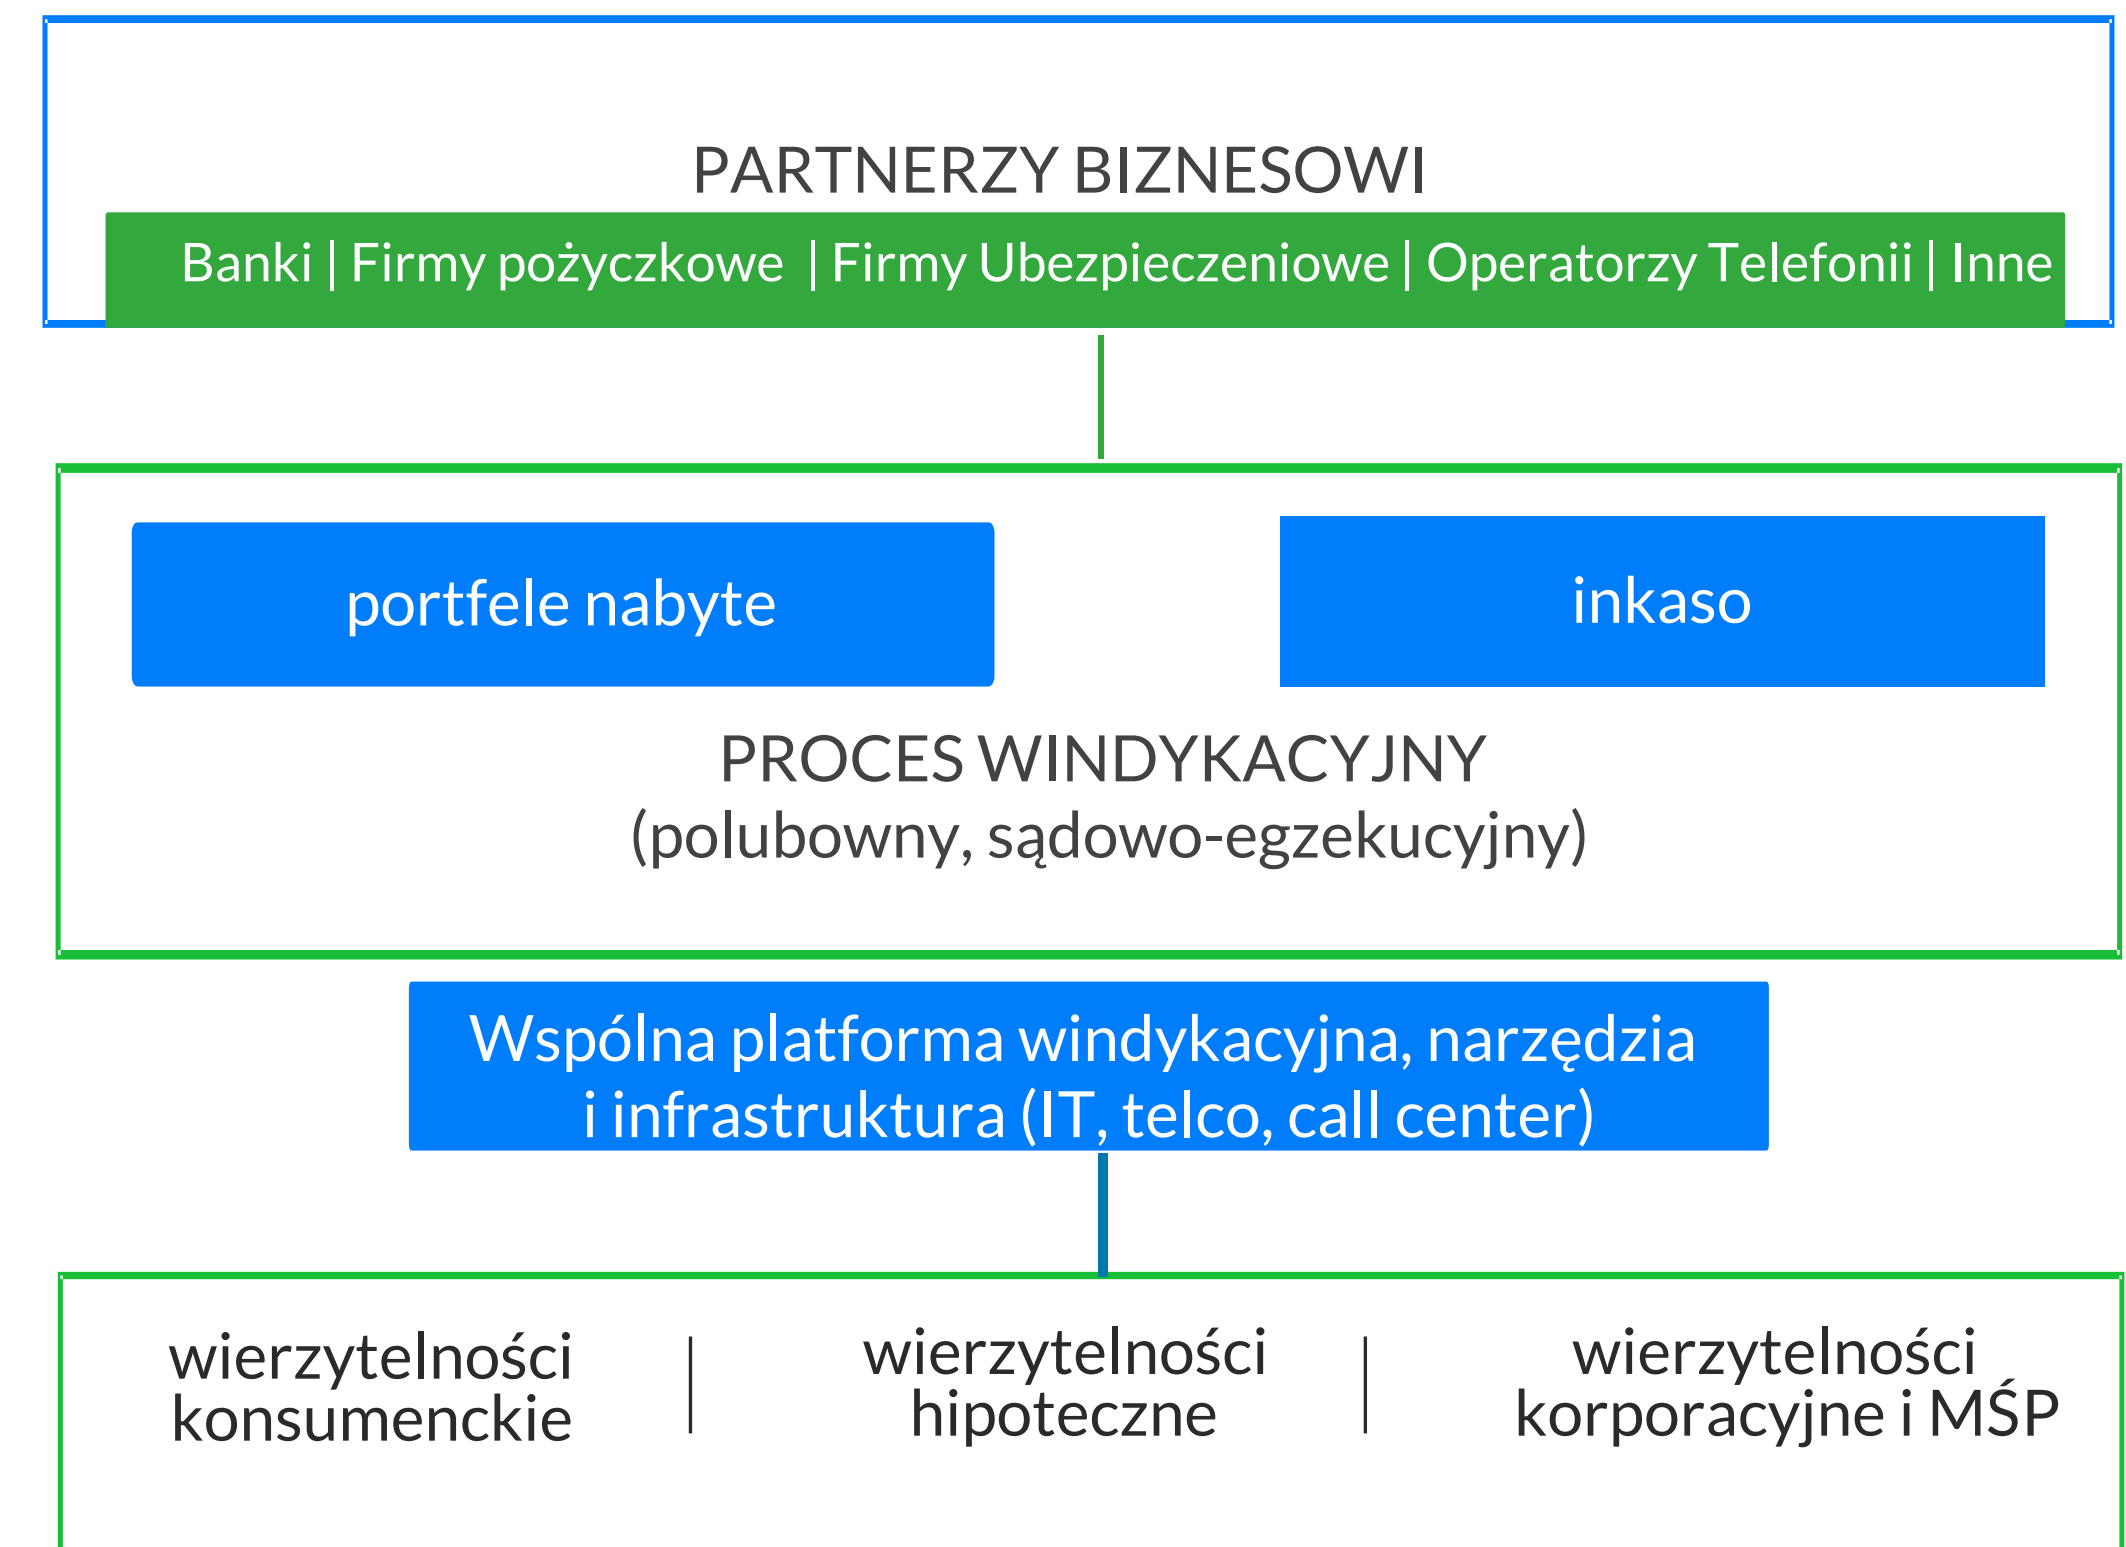 PARTNERZY BIZNESOWI
Banki | Firmy pożyczkowe | Firmy Ubezpieczeniowe | Operatorzy Telefonii | Inne
portfele nabyte
inkaso
PROCES WINDYKACYJNY
(polubowny, sądowo-egzekucyjny)
Wspólna platforma windykacyjna, narzędzia
i infrastruktura (IT, telco, call center)
wierzytelności
konsumenckie
wierzytelności
hipoteczne
wierzytelności
korporacyjne i MŚP